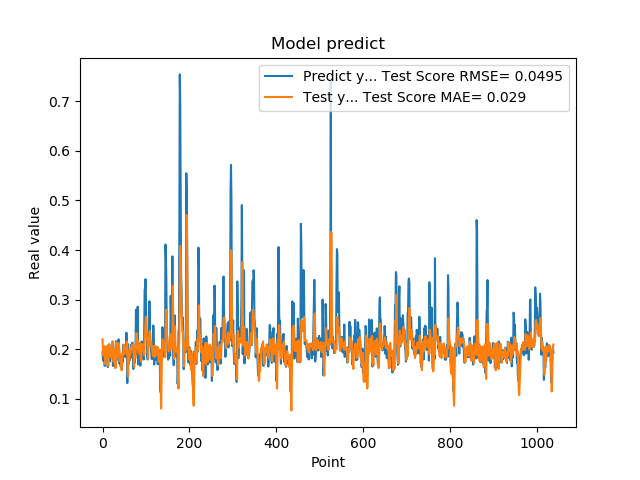 Model predict
Predict y... Test Score RMSE= 0.0495
Test y... Test Score MAE= 0.029
Real value
0.7
0.6
0.5
0.4
0.3
0.2
0.1
0 200 400 600 800 1000
Point